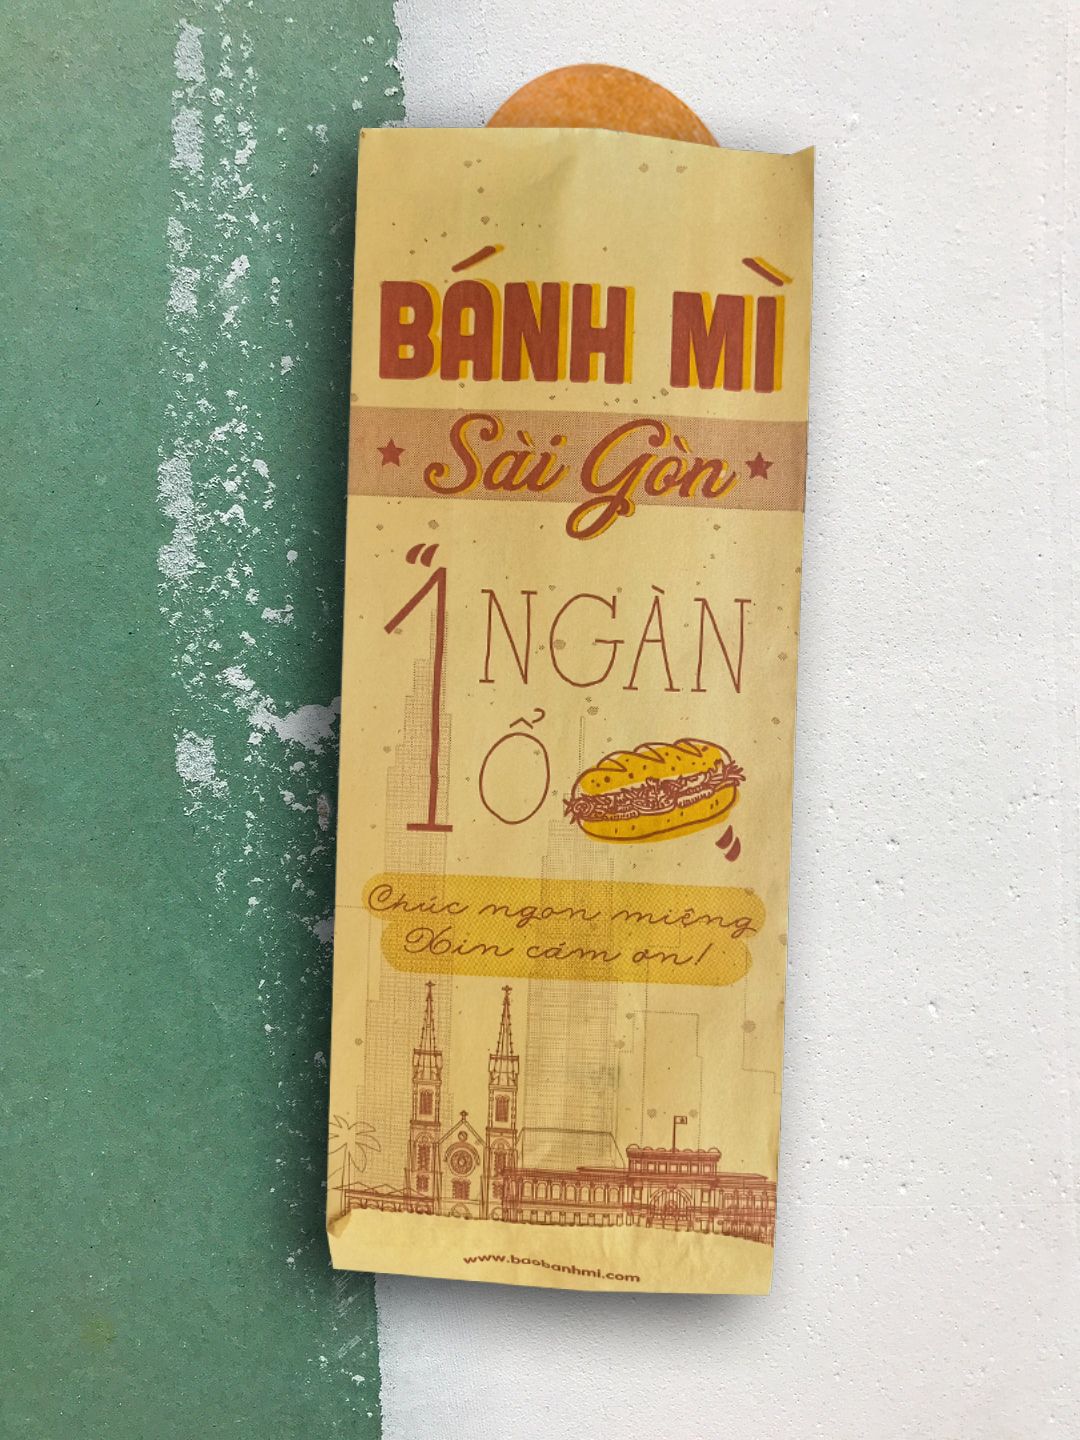 BÁNH MÌ
Sài Gòn
"1 NGÀN
Ổ "
Chúc ngon miệng
Xin cám ơn!
www.baobanhmi.com